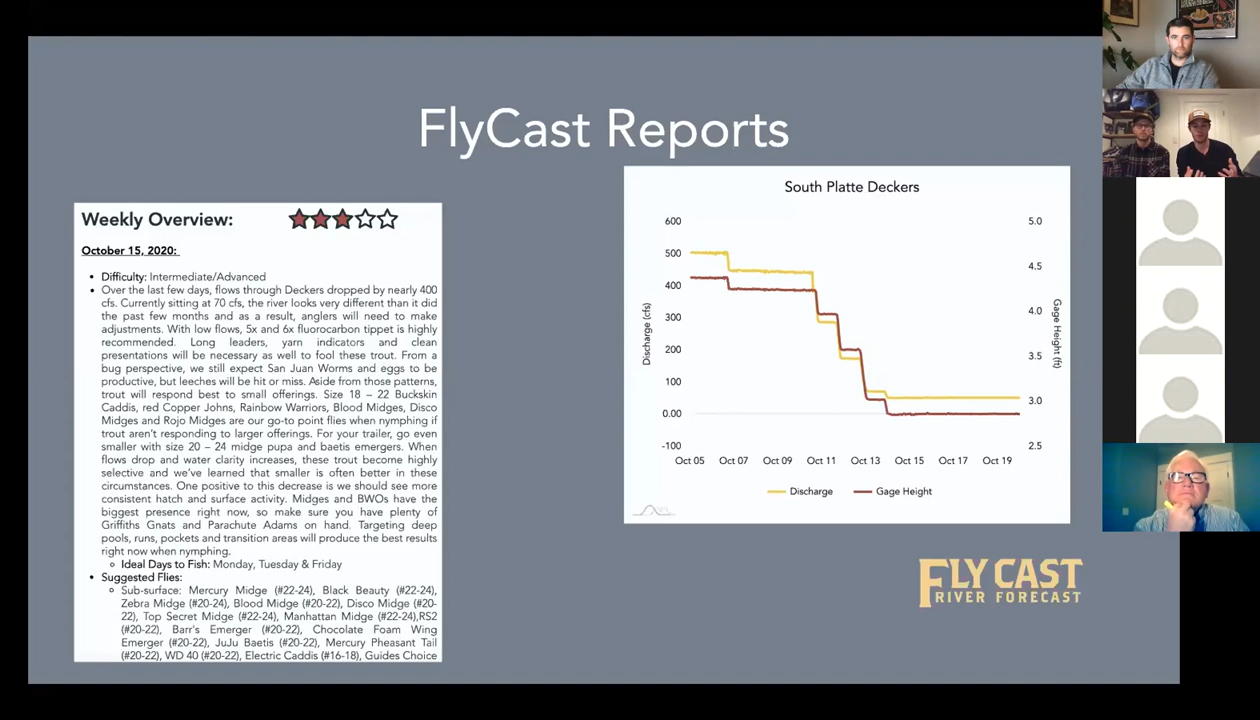 FlyCast Reports
Weekly Overview:
October 15, 2020:
Difficulty: Intermediate/Advanced
Over the last few days, flows through Deckers dropped by nearly 400
cfs. Currently sitting at 70 cfs, the river looks very different than it did
the past few months and as a result, anglers will need to make
adjustments. With low flows, 5x and 6x fluorocarbon tippet is highly
recommended. Long leaders, yarn indicators and clean
presentations will be necessary as well to fool these trout. From a
bug perspective, we still expect San Juan Worms and eggs to be
productive, but leeches will be hit or miss. Aside from those patterns,
trout will respond best to small offerings. Size 18 – 22 Buckskin
Caddis, red Copper Johns, Rainbow Warriors, Blood Midges, Disco
Midges and Rojo Midges are our go-to point flies when nymphing if
trout aren't responding to larger offerings. For your trailer, go even
smaller with size 20 – 24 midge pupa and baetis emergers. When
flows drop and water clarity increases, these trout become highly
selective and we've learned that smaller is often better in these
circumstances. One positive to this decrease is we should see more
consistent hatch and surface activity. Midges and BWOs have the
biggest presence right now, so make sure you have plenty of
Griffiths Gnats and Parachute Adams on hand. Targeting deep
pools, runs, pockets and transition areas will produce the best results
right now when nymphing.
Ideal Days to Fish: Monday, Tuesday & Friday
Suggested Flies:
Sub-surface: Mercury Midge (#22-24), Black Beauty (#22-24),
Zebra Midge (#20-24), Blood Midge (#20-22), Disco Midge (#20-
22), Top Secret Midge (#22-24), Manhattan Midge (#22-24),RS2
(#20-22), Barr's Emerger (#20-22), Chocolate Foam Wing
Emerger (#20-22), JuJu Baetis (#20-22), Mercury Pheasant Tail
(#20-22), WD 40 (#20-22), Electric Caddis (#16-18), Guides Choice
South Platte Deckers
600
500
400
300
200
100
0.00
-100
Discharge (cfs)
5.0
4.5
4.0
3.5
3.0
2.5
Gage Height (ft)
Oct 05 Oct 07 Oct 09 Oct 11 Oct 13 Oct 15 Oct 17 Oct 19
Discharge Gage Height
FLY CAST
RIVER FORECAST